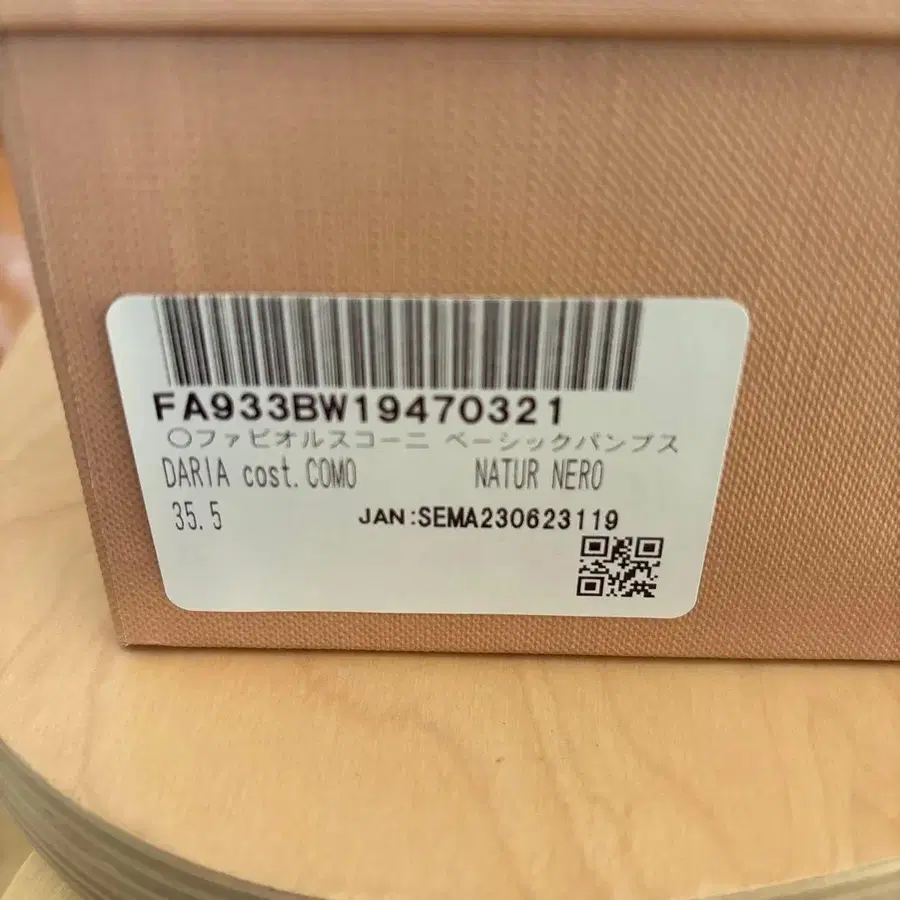 FA933BW19470321
○ファビオルスコーニ ベーシックパンプス
DARIA cost.COMO NATUR NERO
35.5 JAN:SEMA230623119